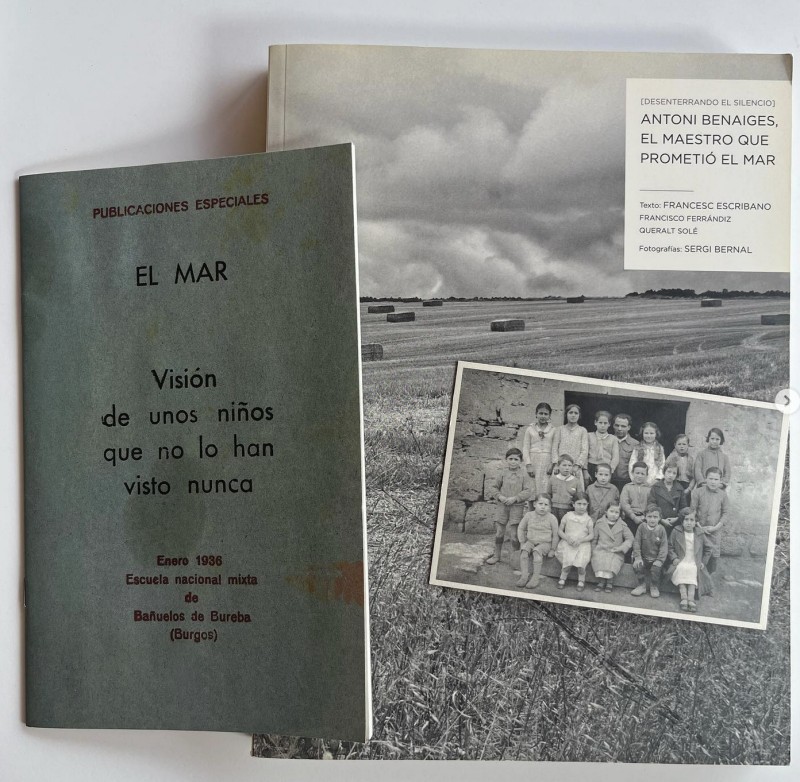 PUBLICACIONES ESPECIALES
EL MAR
Visión
de unos niños
que no lo han
visto nunca
Enero 1936
Escuela nacional mixta
de
Bañuelos de Bureba
(Burgos)
[DESENTERRANDO EL SILENCIO]
ANTONI BENAIGES,
EL MAESTRO QUE
PROMETIÓ EL MAR
Texto: FRANCESC ESCRIBANO
FRANCISCO FERRÁNDIZ
QUERALT SOLÉ
Fotografías: SERGI BERNAL